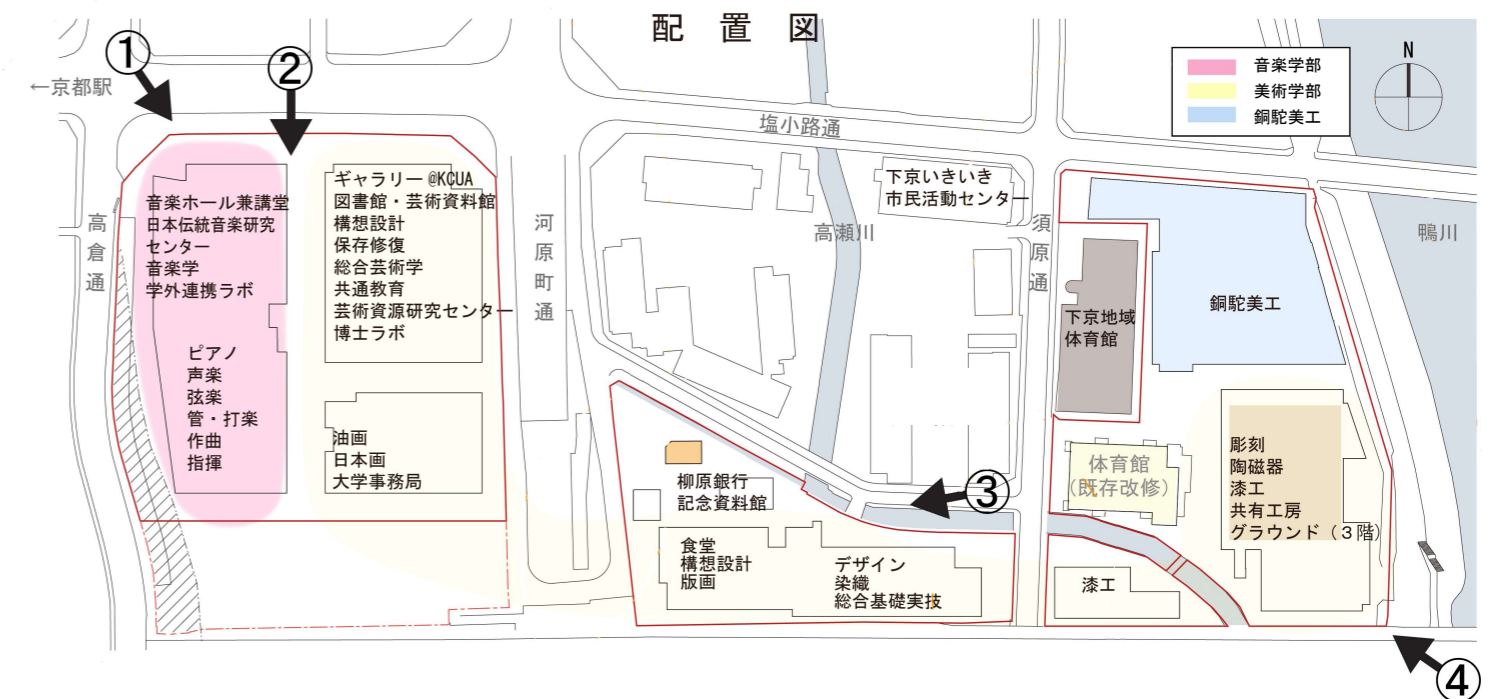 配置図
①
②
←京都駅
塩小路通
音楽学部
美術学部
銅駝美工
N
高倉通
音楽ホール兼講堂
日本伝統音楽研究
センター
音楽学
学外連携ラボ
ピアノ
声楽
弦楽
管・打楽
作曲
指揮
ギャラリー@KCUA
図書館・芸術資料館
構想設計
保存修復
総合芸術学
共通教育
芸術資源研究センター
博士ラボ
油画
日本画
大学事務局
河原町通
下京いきいき
市民活動センター
高瀬川
須原通
鴨川
下京地域
体育館
銅駝美工
柳原銀行
記念資料館
③
体育館
(既存改修)
彫刻
陶磁器
漆工
共有工房
グラウンド(3階)
食堂
構想設計
版画
デザイン
染織
総合基礎実技
漆工
④